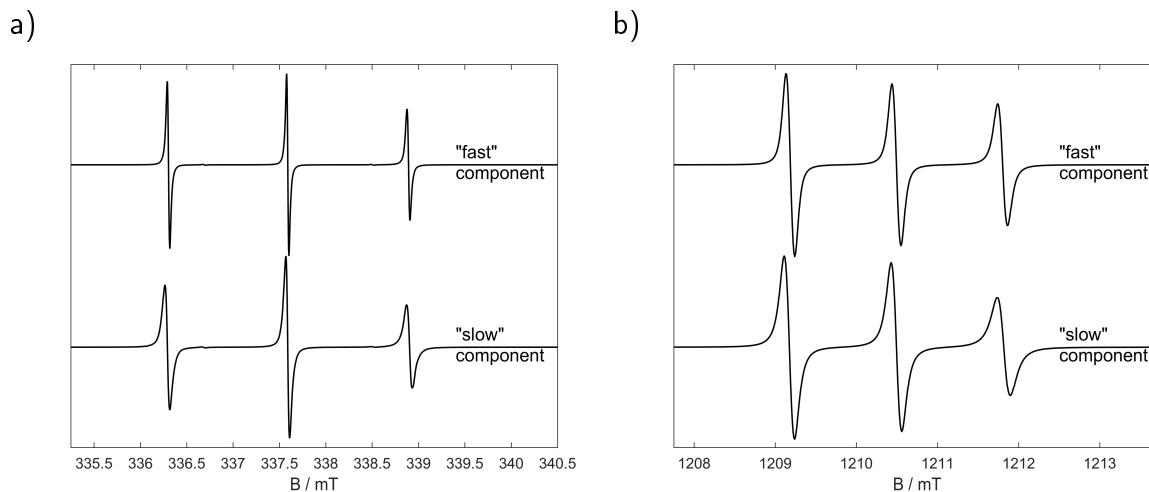 a)
"fast"
component
"slow"
component
335.5 336 336.5 337 337.5 338 338.5 339 339.5 340 340.5
B / mT
b)
"fast"
component
"slow"
component
1208 1209 1210 1211 1212 1213
B / mT